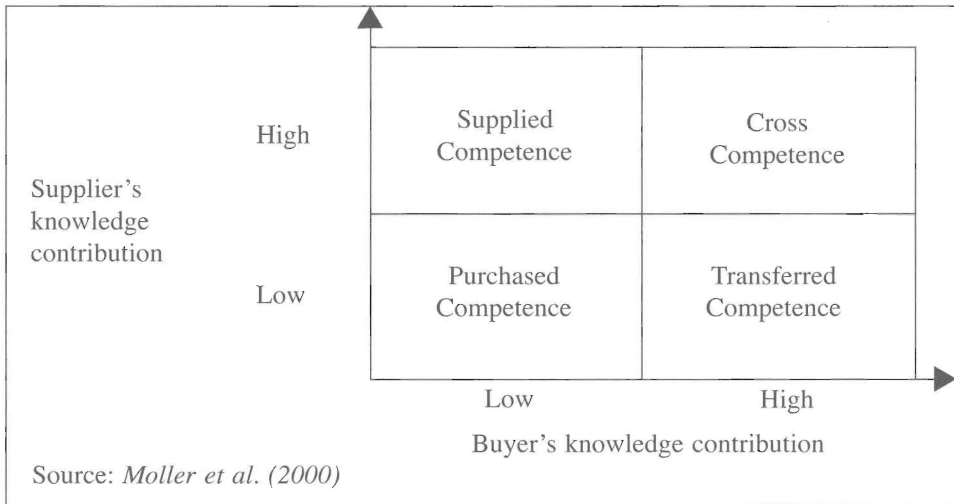 High
Supplied
Competence
Cross
Competence
Supplier's
knowledge
contribution
Low
Purchased
Competence
Transferred
Competence
Low
High
Buyer's knowledge contribution
Source: Moller et al. (2000)